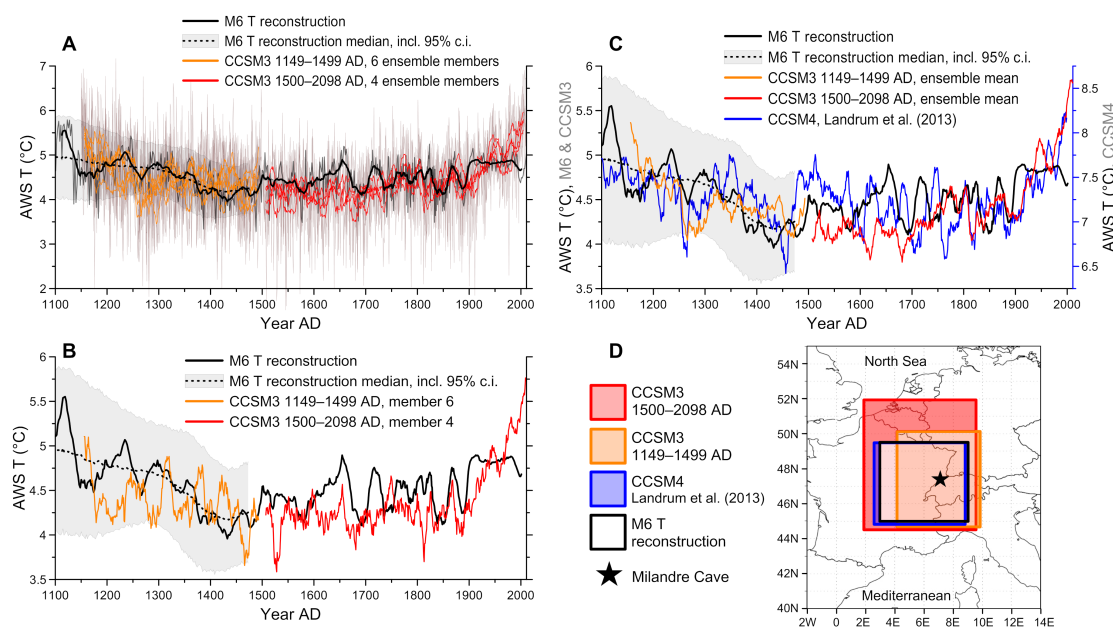 A
M6 T reconstruction
M6 T reconstruction median, incl. 95% c.i.
CCSM3 1149–1499 AD, 6 ensemble members
CCSM3 1500–2098 AD, 4 ensemble members
7
6
5
4
3
2
AWS T (°C)
1100 1200 1300 1400 1500 1600 1700 1800 1900 2000
Year AD
B
M6 T reconstruction
M6 T reconstruction median, incl. 95% c.i.
CCSM3 1149–1499 AD, member 6
CCSM3 1500–2098 AD, member 4
6
5.5
5
4.5
4
3.5
AWS T (°C)
1100 1200 1300 1400 1500 1600 1700 1800 1900 2000
Year AD
C
M6 T reconstruction
M6 T reconstruction median, incl. 95% c.i.
CCSM3 1149–1499 AD, ensemble mean
CCSM3 1500–2098 AD, ensemble mean
CCSM4, Landrum et al. (2013)
6
5.5
5
4.5
4
3.5
AWS T (°C), M6 & CCSM3
8.5
8
7.5
7
6.5
AWS T (°C), CCSM4
1100 1200 1300 1400 1500 1600 1700 1800 1900 2000
Year AD
D
CCSM3
1500–2098 AD
CCSM3
1149–1499 AD
CCSM4
Landrum et al. (2013)
M6 T
reconstruction
Milandre Cave
54N
52N
50N
48N
46N
44N
42N
40N
North Sea
Mediterranean
2W 0E 2E 4E 6E 8E 10E 12E 14E